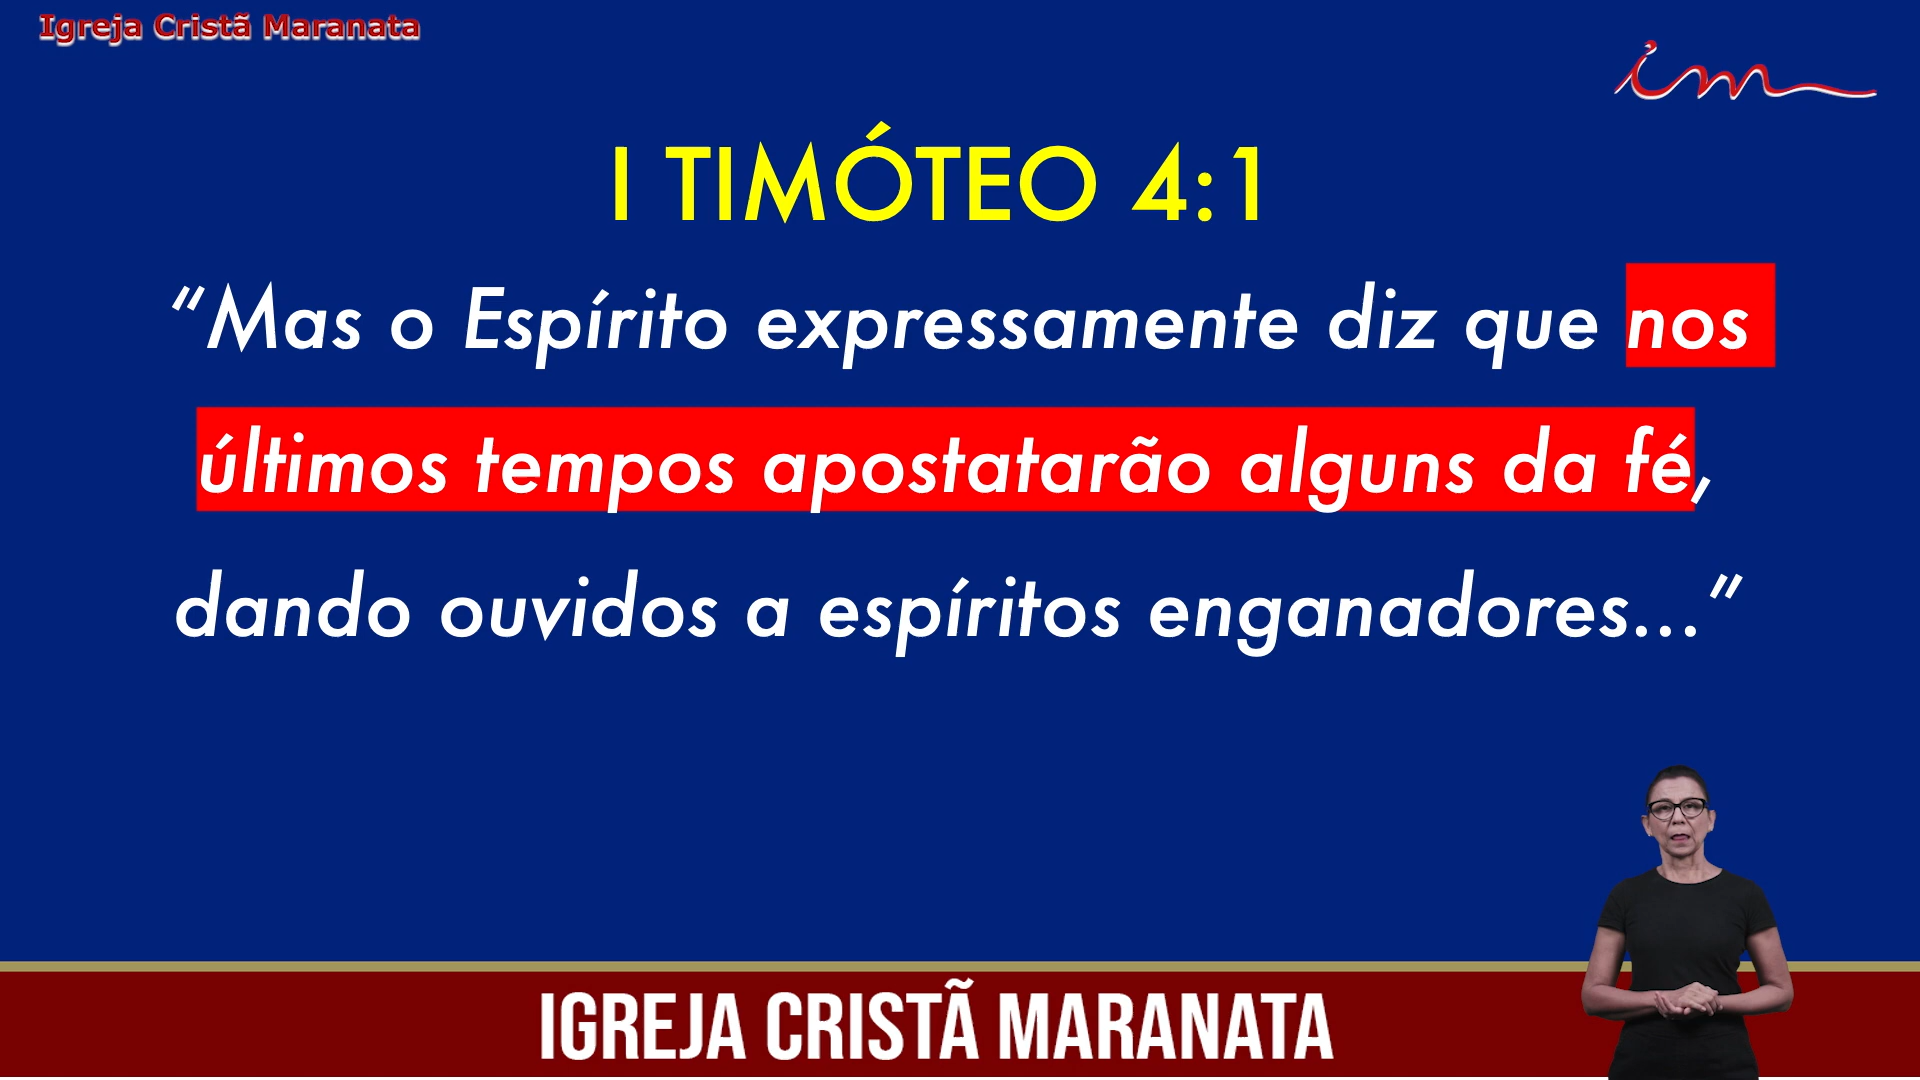 Igreja Cristã Maranata
im
I TIMÓTEO 4:1
“Mas o Espírito expressamente diz que nos
últimos tempos apostatarão alguns da fé,
dando ouvidos a espíritos enganadores...”
IGREJA CRISTÃ MARANATA